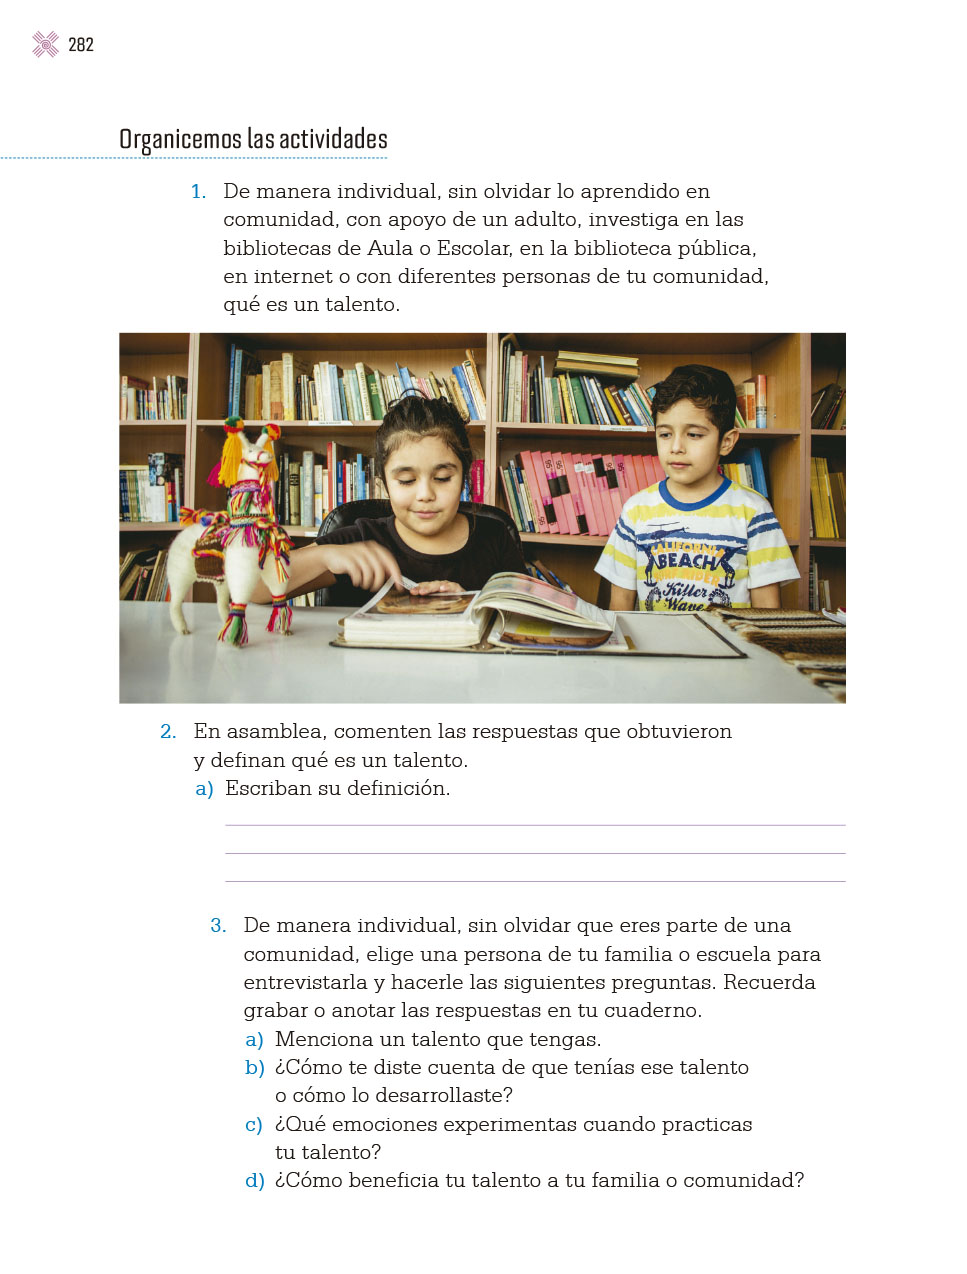 282
Organicemos las actividades
1. De manera individual, sin olvidar lo aprendido en
comunidad, con apoyo de un adulto, investiga en las
bibliotecas de Aula o Escolar, en la biblioteca pública,
en internet o con diferentes personas de tu comunidad,
qué es un talento.
CALIFORNIA
BEACH
Killer
Wave
2. En asamblea, comenten las respuestas que obtuvieron
y definan qué es un talento.
a) Escriban su definición.
3. De manera individual, sin olvidar que eres parte de una
comunidad, elige una persona de tu familia o escuela para
entrevistarla y hacerle las siguientes preguntas. Recuerda
grabar o anotar las respuestas en tu cuaderno.
a) Menciona un talento que tengas.
b) ¿Cómo te diste cuenta de que tenías ese talento
o cómo lo desarrollaste?
c) ¿Qué emociones experimentas cuando practicas
tu talento?
d) ¿Cómo beneficia tu talento a tu familia o comunidad?